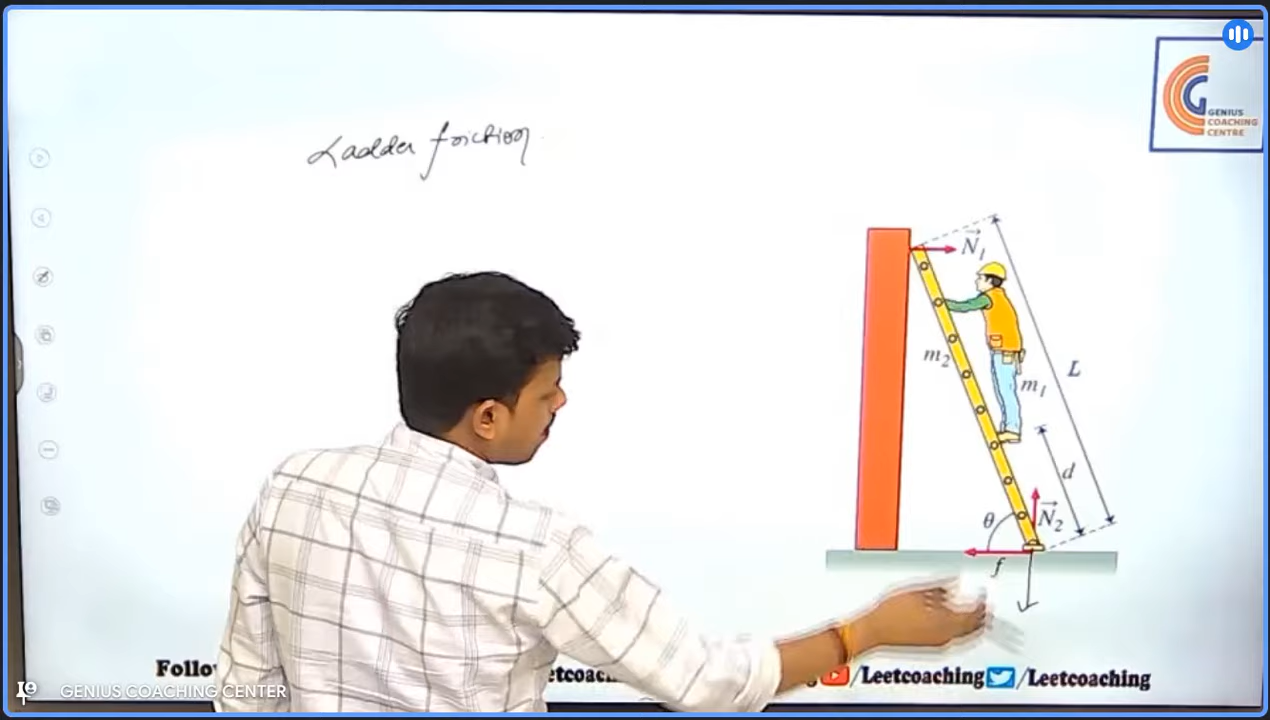 GENIUS
COACHING
CENTRE
Ladder friction
N₁
m₂
m₁
L
d
θ
N₂
f
/Leetcoaching /Leetcoaching
GENIUS COACHING CENTER